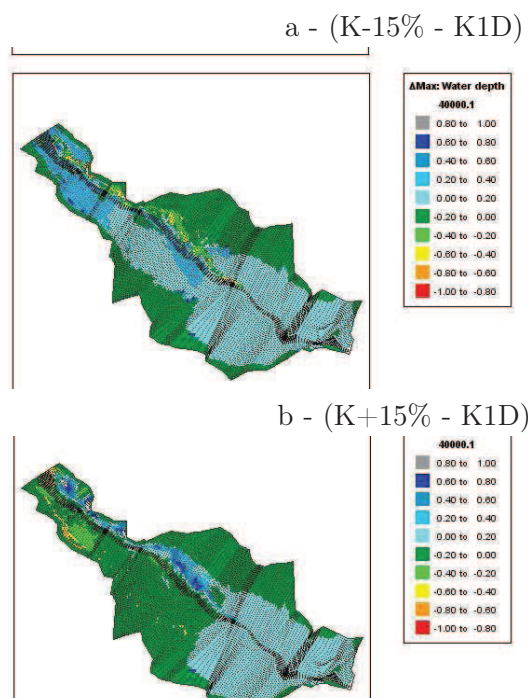 a - (K-15% - K1D)
ΔMax: Water depth
40000.1
0.80 to 1.00
0.60 to 0.80
0.40 to 0.60
0.20 to 0.40
0.00 to 0.20
-0.20 to 0.00
-0.40 to -0.20
-0.60 to -0.40
-0.80 to -0.60
-1.00 to -0.80
b - (K+15% - K1D)
40000.1
0.80 to 1.00
0.60 to 0.80
0.40 to 0.60
0.20 to 0.40
0.00 to 0.20
-0.20 to 0.00
-0.40 to -0.20
-0.60 to -0.40
-0.80 to -0.60
-1.00 to -0.80